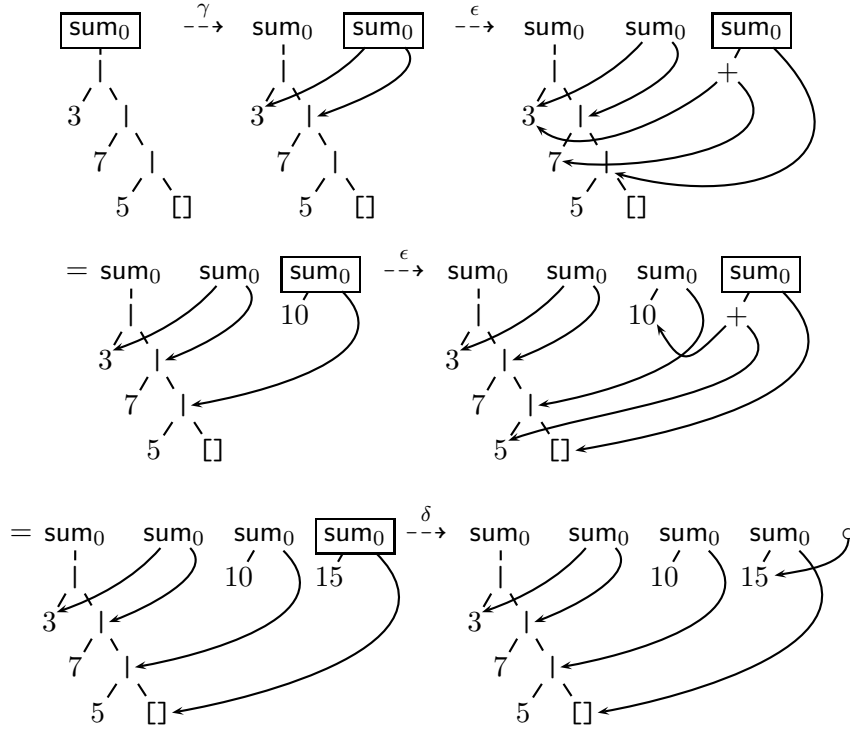 sum₀ γ sum₀ sum₀ ϵ sum₀ sum₀ sum₀
| | | +
3 | 3 | 3 |
7 | 7 | 7 |
5 [] 5 [] 5 []
= sum₀ sum₀ sum₀ ϵ sum₀ sum₀ sum₀ sum₀
| 10 | 10 +
3 | 3 |
7 | 7 |
5 [] 5 []
= sum₀ sum₀ sum₀ sum₀ δ sum₀ sum₀ sum₀ sum₀
| 10 15 | 10 15
3 | 3 |
7 | 7 |
5 [] 5 []